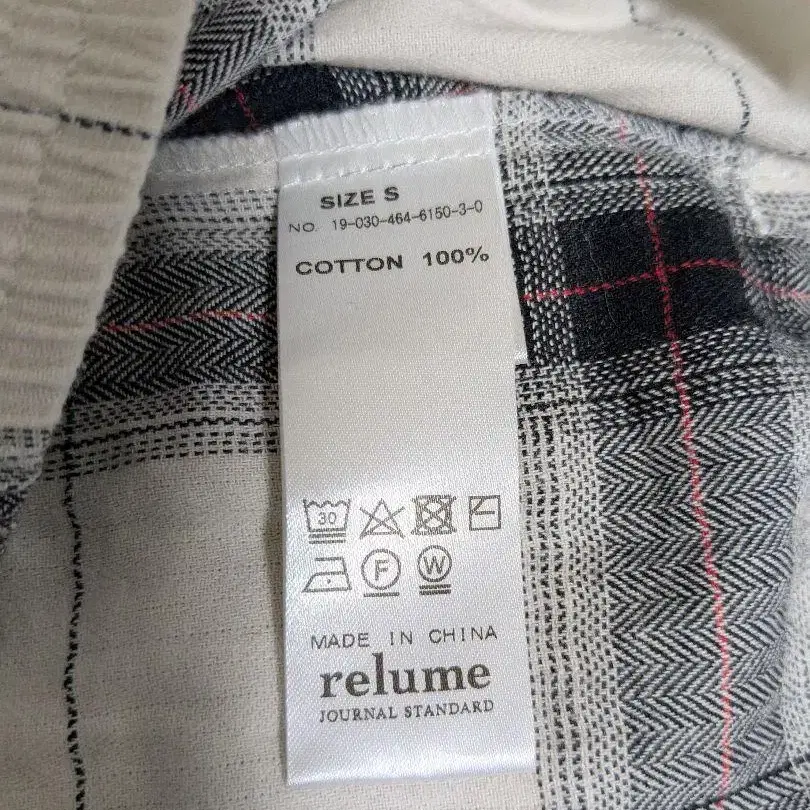 SIZE S
NO. 19-030-464-6150-3-0
COTTON 100%
30
F W
MADE IN CHINA
relume
JOURNAL STANDARD